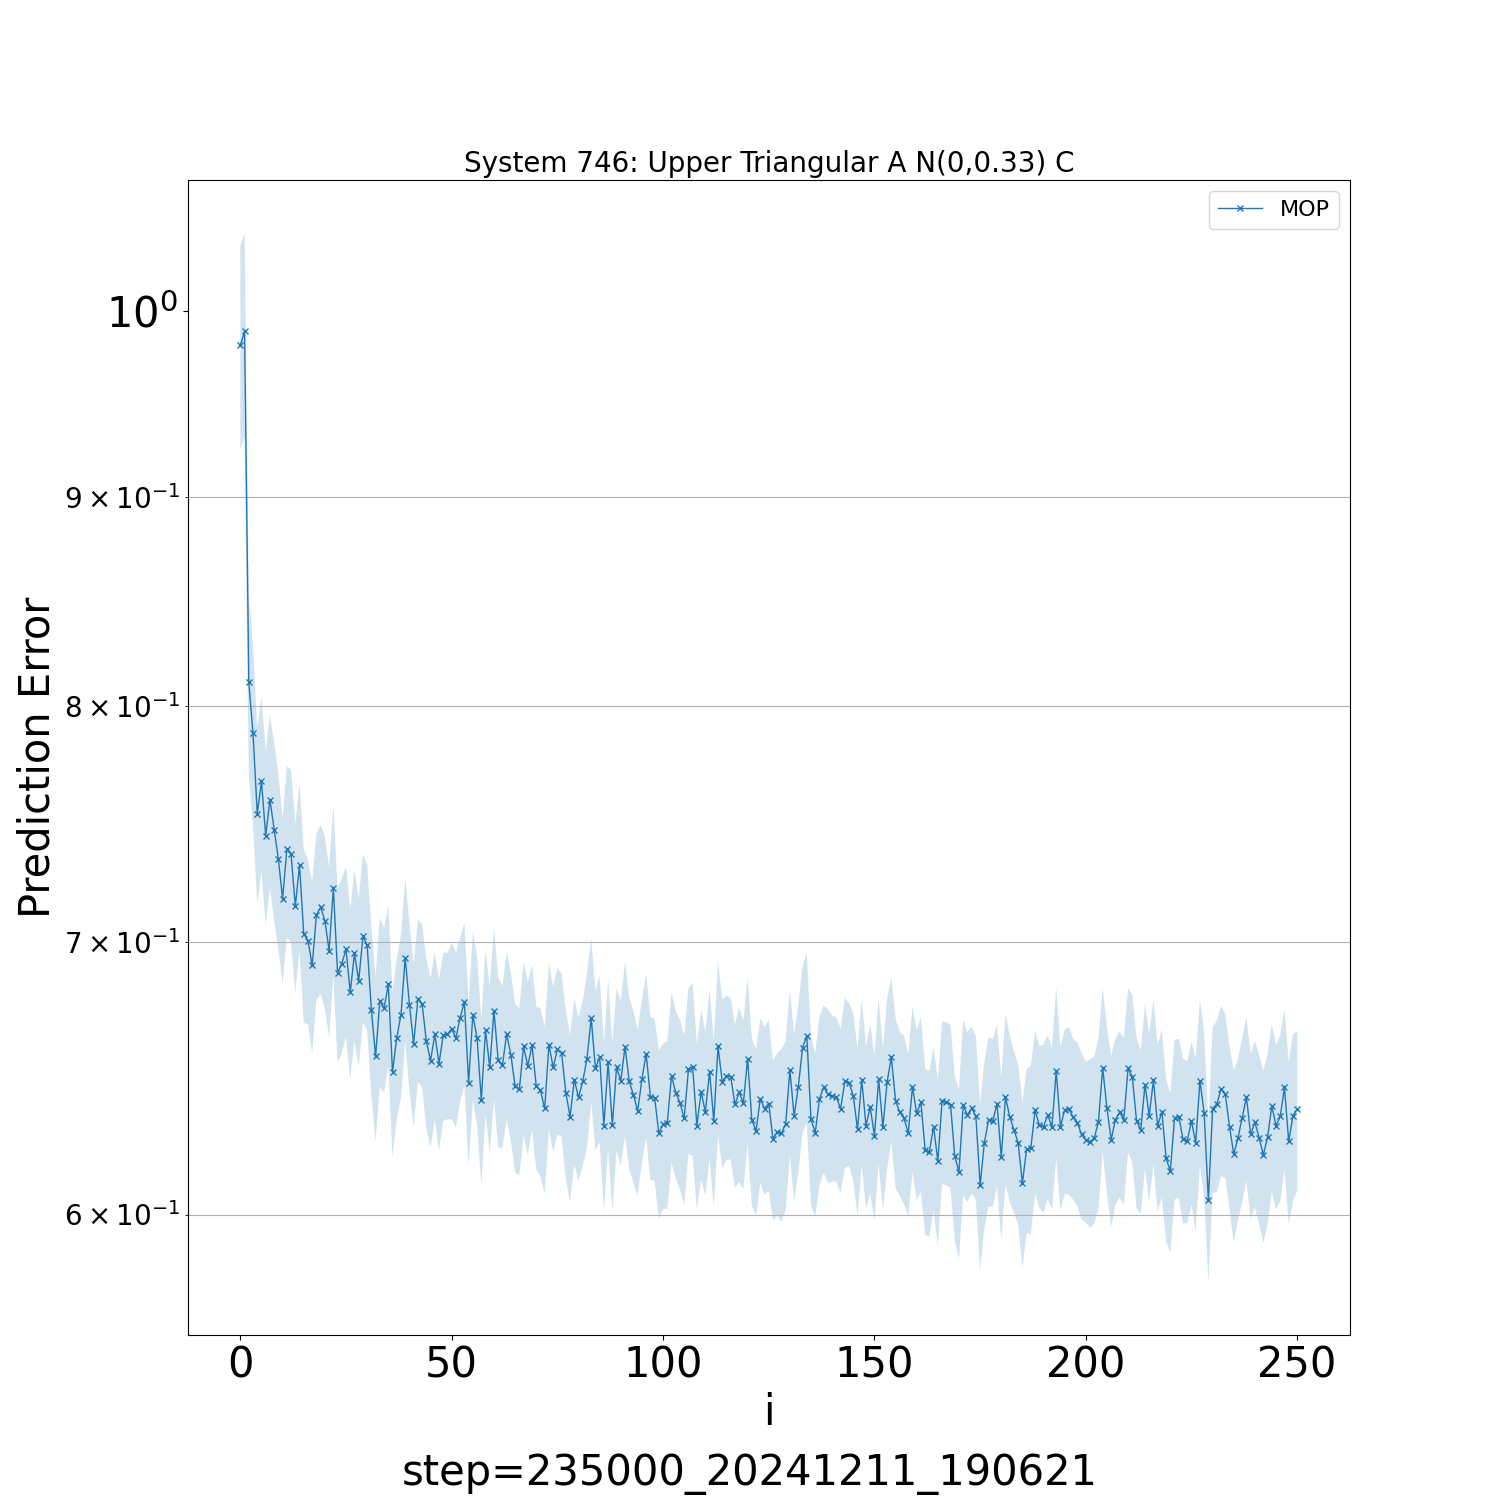 System 746: Upper Triangular A N(0,0.33) C
MOP
10⁰
9 × 10⁻¹
8 × 10⁻¹
7 × 10⁻¹
6 × 10⁻¹
Prediction Error
0 50 100 150 200 250
i
step=235000_20241211_190621